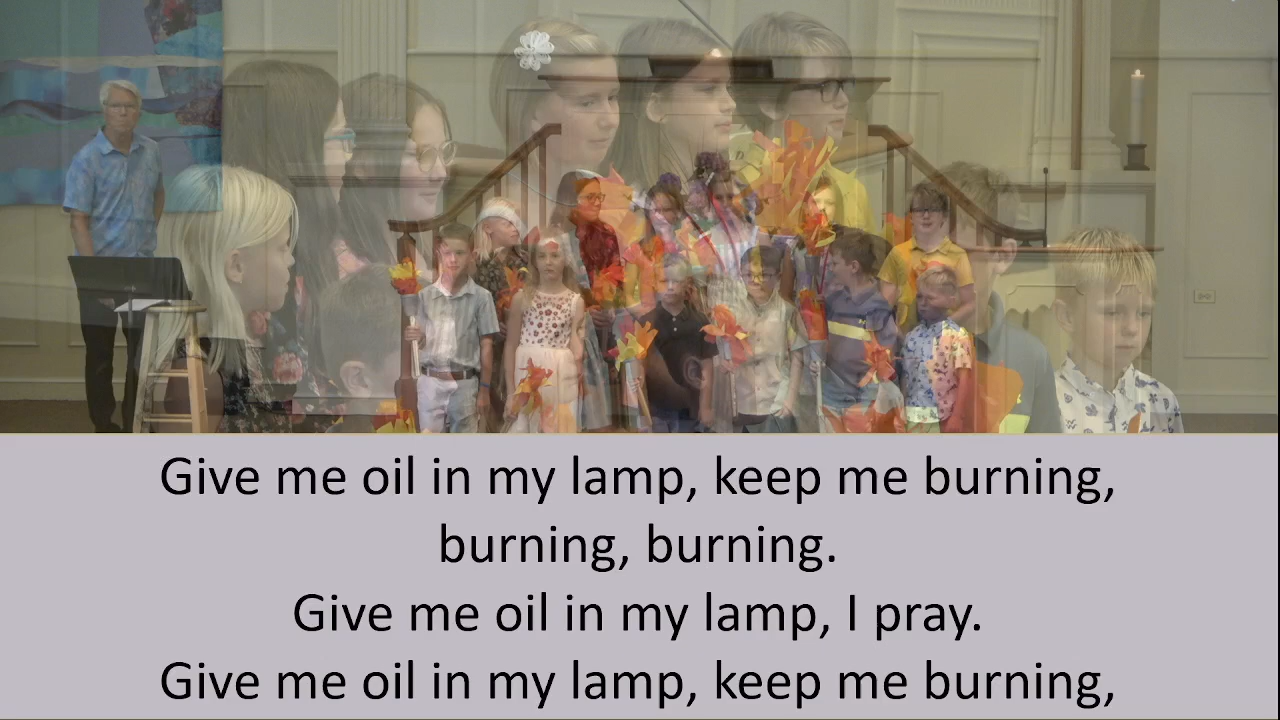 Give me oil in my lamp, keep me burning,
burning, burning.
Give me oil in my lamp, I pray.
Give me oil in my lamp, keep me burning,